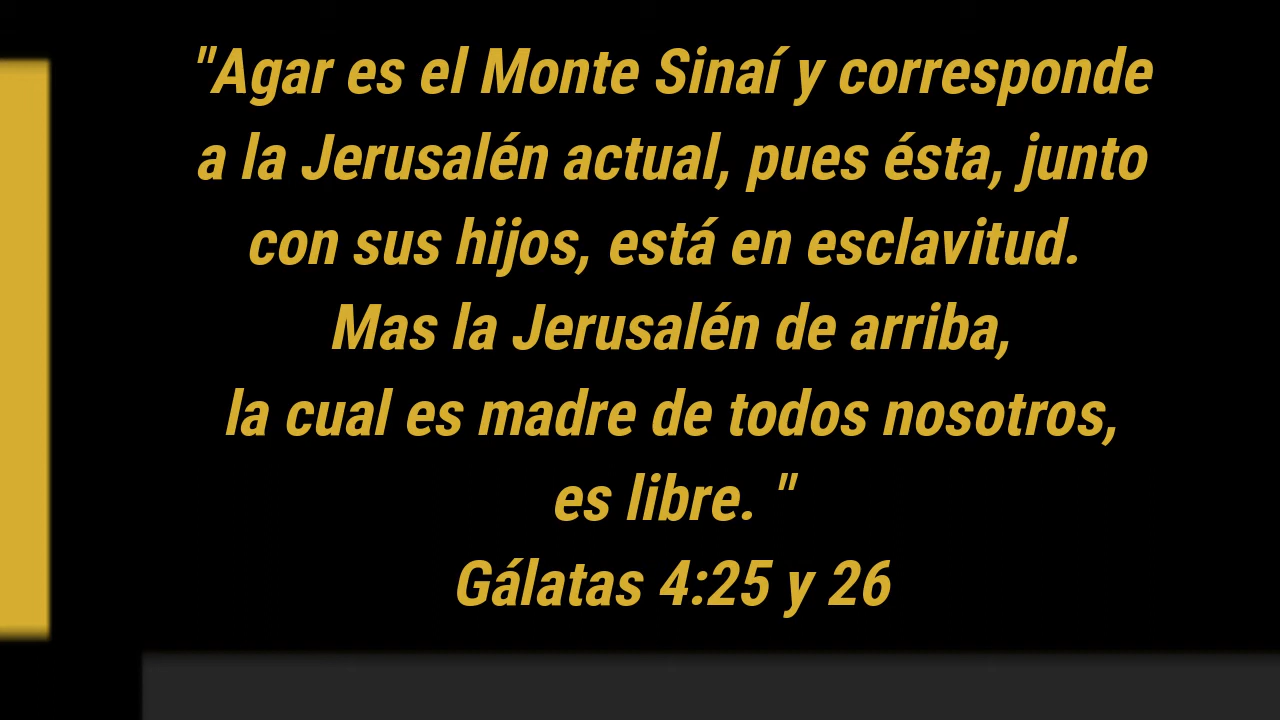 "Agar es el Monte Sinaí y corresponde
a la Jerusalén actual, pues ésta, junto
con sus hijos, está en esclavitud.
Mas la Jerusalén de arriba,
la cual es madre de todos nosotros,
es libre. "
Gálatas 4:25 y 26